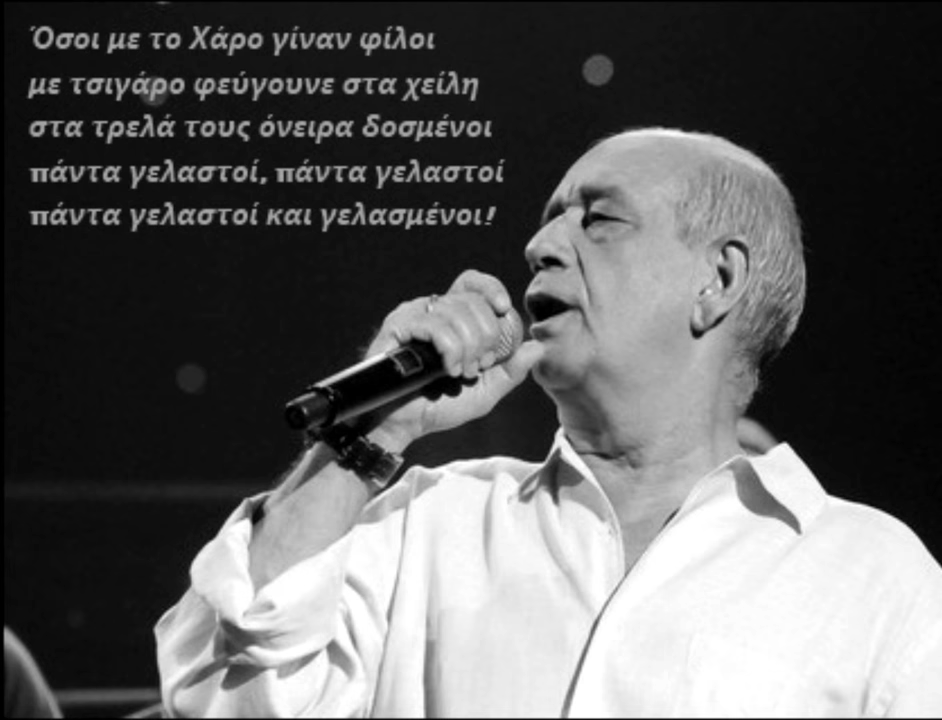 Όσοι με το Χάρο γίναν φίλοι
με τσιγάρο φεύγουνε στα χείλη
στα τρελά τους όνειρα δοσμένοι
πάντα γελαστοί, πάντα γελαστοί
πάντα γελαστοί και γελασμένοι!